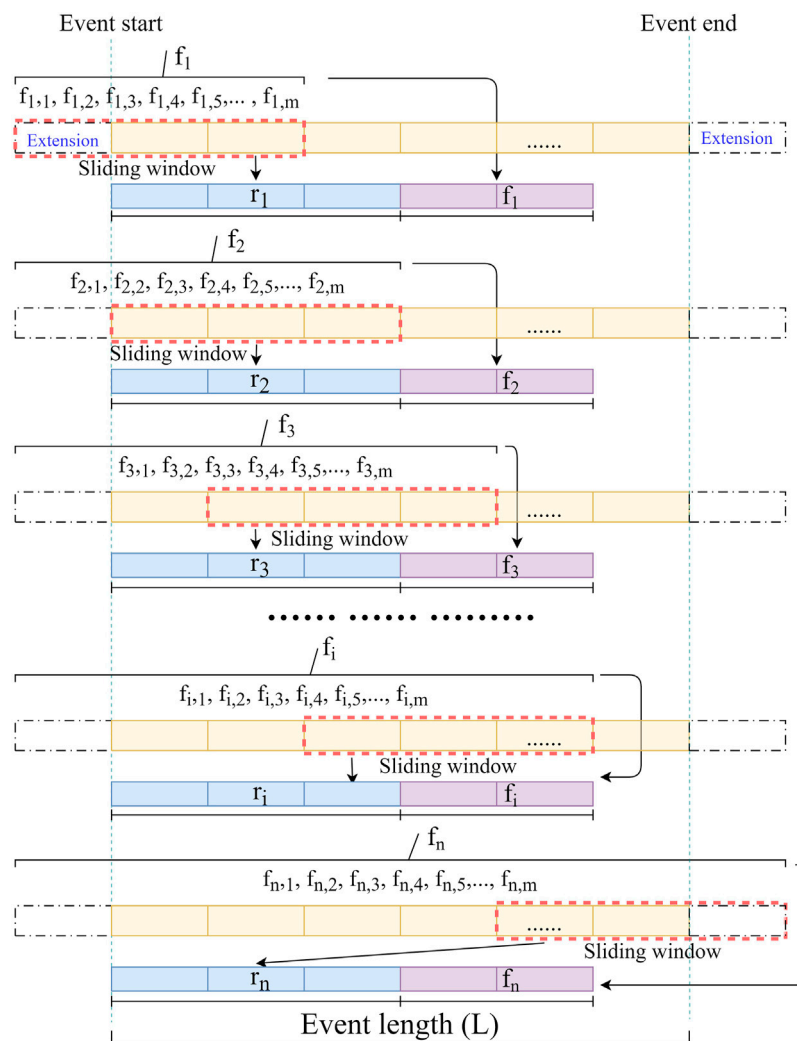 Event start Event end
f1
f1,1, f1,2, f1,3, f1,4, f1,5,... , f1,m
Extension ...... Extension
Sliding window
r1 f1
f2
f2,1, f2,2, f2,3, f2,4, f2,5,..., f2,m
......
Sliding window
r2 f2
f3
f3,1, f3,2, f3,3, f3,4, f3,5,..., f3,m
......
Sliding window
r3 f3
...... ...... .........
fi
fi,1, fi,2, fi,3, fi,4, fi,5,..., fi,m
......
Sliding window
ri fi
fn
fn,1, fn,2, fn,3, fn,4, fn,5,..., fn,m
......
Sliding window
rn fn
Event length (L)